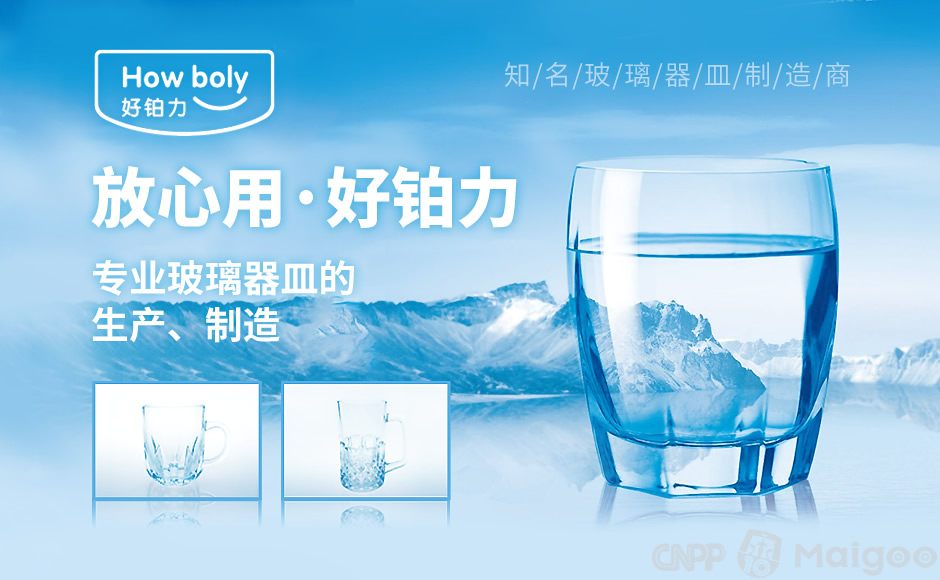 How boly
好铂力
知/名/玻/璃/器/皿/制/造/商
放心用·好铂力
专业玻璃器皿的
生产、制造
CNPP Maigoo